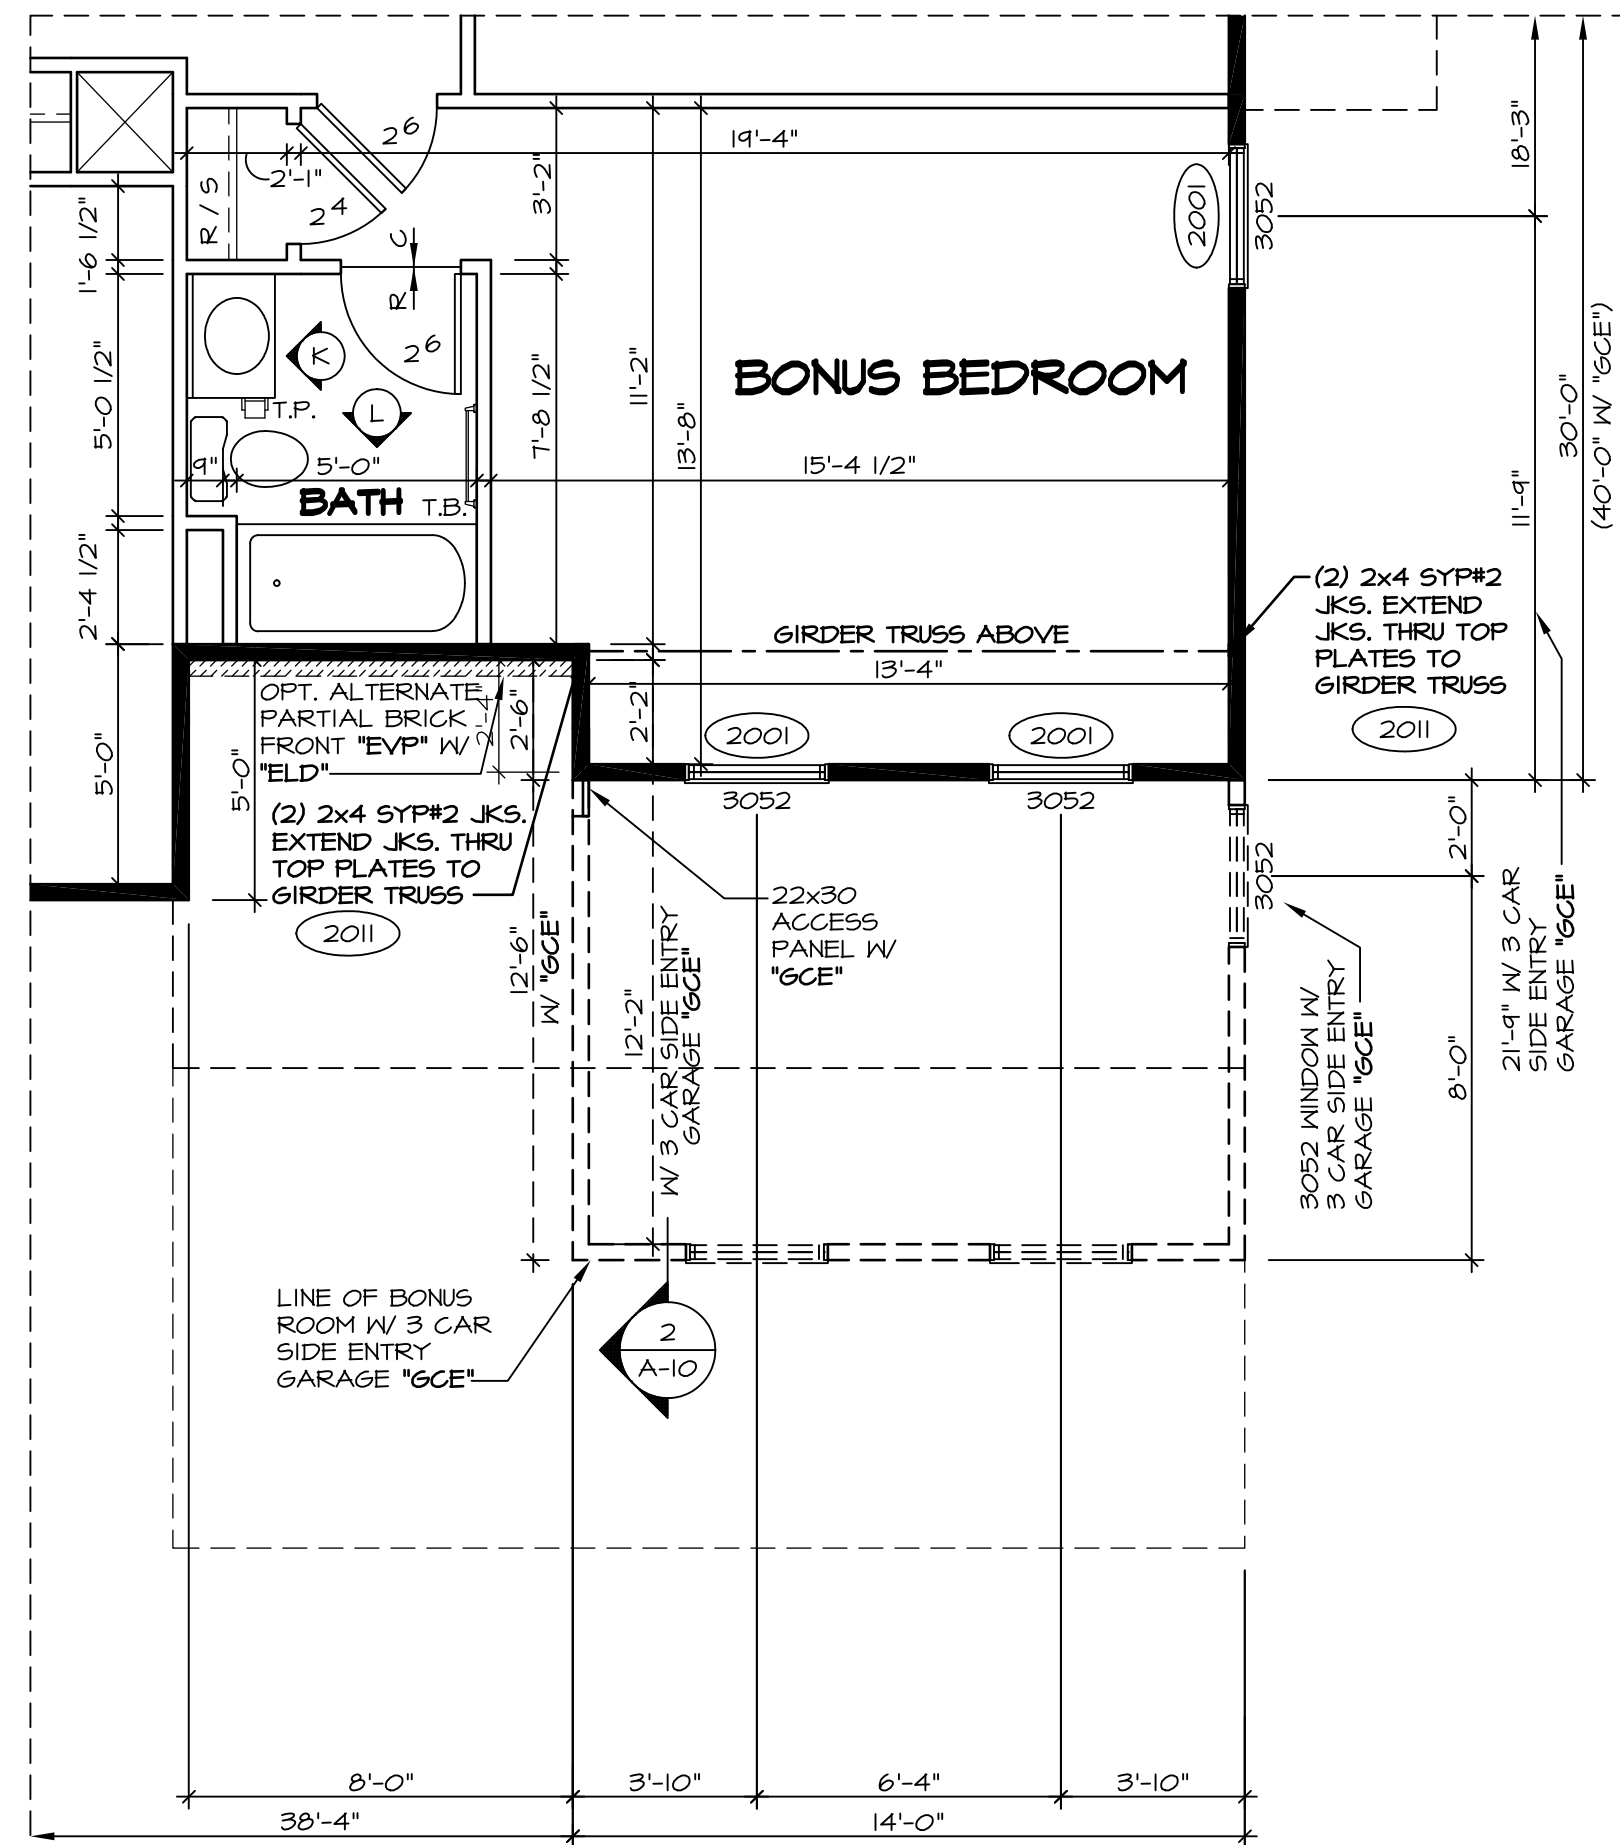 2⁶
19'-4"
18'-3"
2'-1"
3'-2"
2001
3052
R / S
2⁴
1'-6 1/2"
C
R
30'-0"
(40'-0" W/ "GCE")
K
2⁶
5'-0 1/2"
T.P.
L
7'-8 1/2"
11'-2"
13'-8"
BONUS BEDROOM
9"
5'-0"
15'-4 1/2"
11'-9"
BATH
T.B.
2'-4 1/2"
(2) 2x4 SYP#2
JKS. EXTEND
JKS. THRU TOP
PLATES TO
GIRDER TRUSS
2011
GIRDER TRUSS ABOVE
13'-4"
OPT. ALTERNATE
PARTIAL BRICK
FRONT "EVP" W/
"ELD"
2'-4"
2'-6"
2'-2"
2001
2001
5'-0"
5'-0"
3052
3052
(2) 2x4 SYP#2 JKS.
EXTEND JKS. THRU
TOP PLATES TO
GIRDER TRUSS
2011
2'-0"
3052
22x30
ACCESS
PANEL W/
"GCE"
12'-6"
W/ "GCE"
12'-2"
W/ 3 CAR SIDE ENTRY
GARAGE "GCE"
21'-9" W/ 3 CAR
SIDE ENTRY
GARAGE "GCE"
3052 WINDOW W/
3 CAR SIDE ENTRY
GARAGE "GCE"
8'-0"
LINE OF BONUS
ROOM W/ 3 CAR
SIDE ENTRY
GARAGE "GCE"
2
A-10
8'-0"
3'-10"
6'-4"
3'-10"
38'-4"
14'-0"